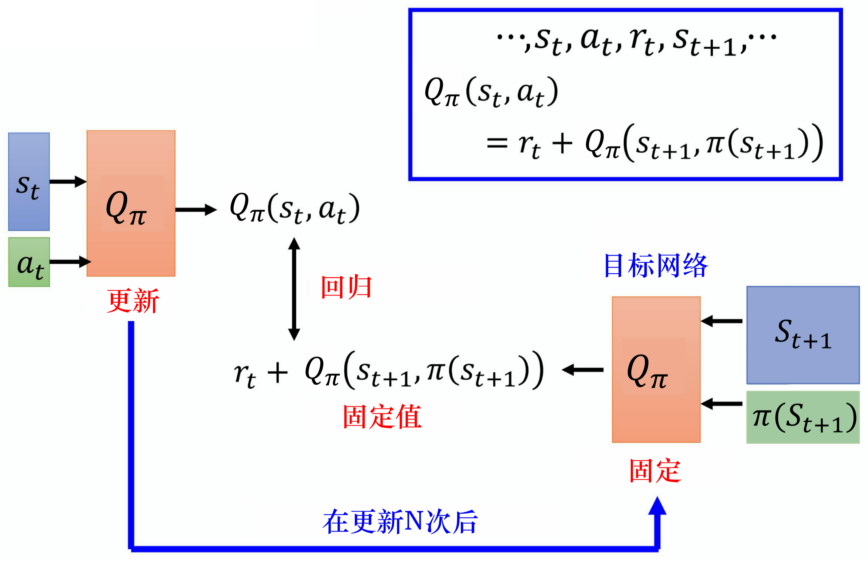 ⋯,s_t, a_t, r_t, s_{t+1},⋯
Q_π(s_t, a_t)
= r_t + Q_π(s_{t+1}, π(s_{t+1}))
s_t
a_t
Q_π
更新
Q_π(s_t, a_t)
回归
r_t + Q_π(s_{t+1}, π(s_{t+1}))
固定值
目标网络
Q_π
固定
S_{t+1}
π(S_{t+1})
在更新N次后